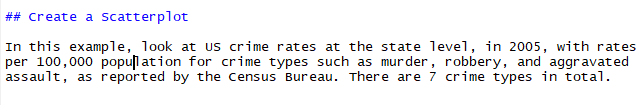 ## Create a Scatterplot
In this example, look at US crime rates at the state level, in 2005, with rates
per 100,000 population for crime types such as murder, robbery, and aggravated
assault, as reported by the Census Bureau. There are 7 crime types in total.